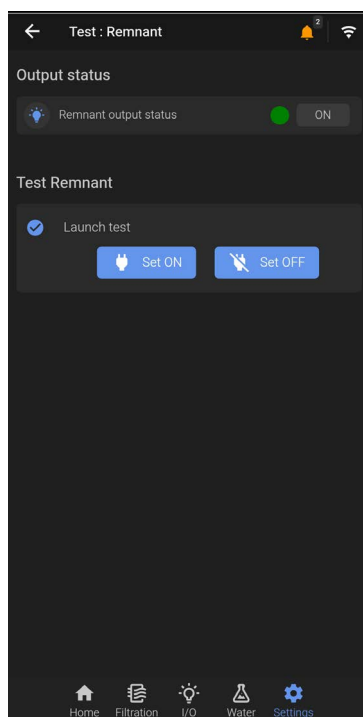 Test : Remnant
2
Output status
Remnant output status
ON
Test Remnant
Launch test
Set ON
Set OFF
Home
Filtration
I/O
Water
Settings